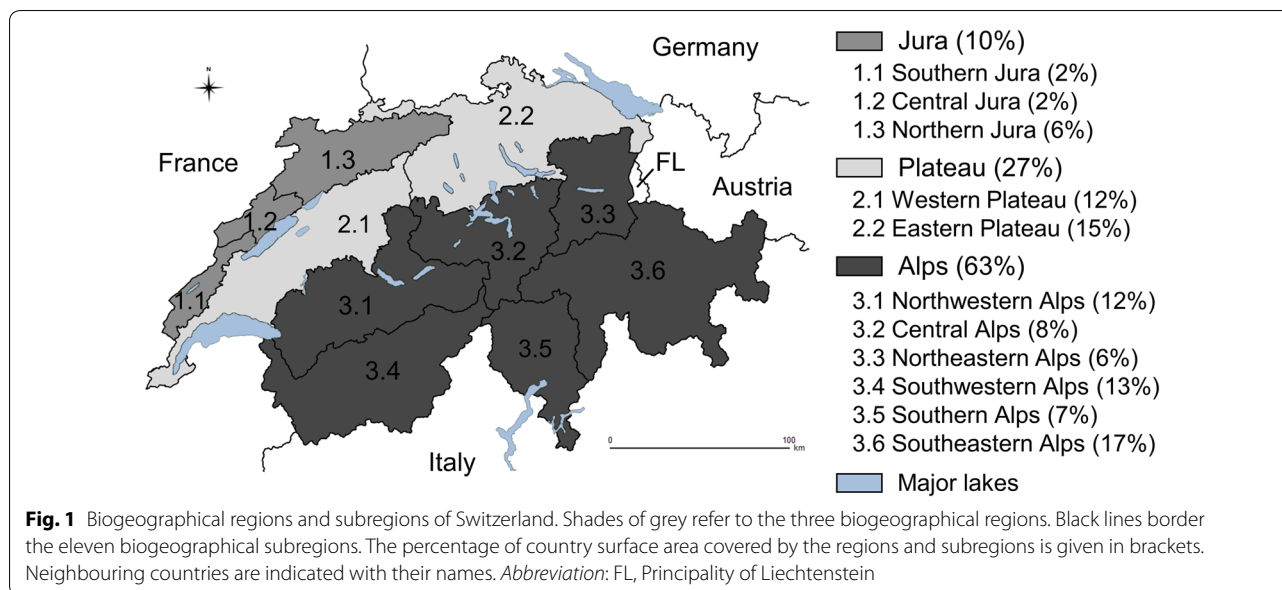 N
Germany
France
FL
Austria
Italy
1.1
1.2
1.3
2.1
2.2
3.1
3.2
3.3
3.4
3.5
3.6
0 100
km
Jura (10%)
1.1 Southern Jura (2%)
1.2 Central Jura (2%)
1.3 Northern Jura (6%)
Plateau (27%)
2.1 Western Plateau (12%)
2.2 Eastern Plateau (15%)
Alps (63%)
3.1 Northwestern Alps (12%)
3.2 Central Alps (8%)
3.3 Northeastern Alps (6%)
3.4 Southwestern Alps (13%)
3.5 Southern Alps (7%)
3.6 Southeastern Alps (17%)
Major lakes
Fig. 1 Biogeographical regions and subregions of Switzerland. Shades of grey refer to the three biogeographical regions. Black lines border
the eleven biogeographical subregions. The percentage of country surface area covered by the regions and subregions is given in brackets.
Neighbouring countries are indicated with their names. Abbreviation: FL, Principality of Liechtenstein